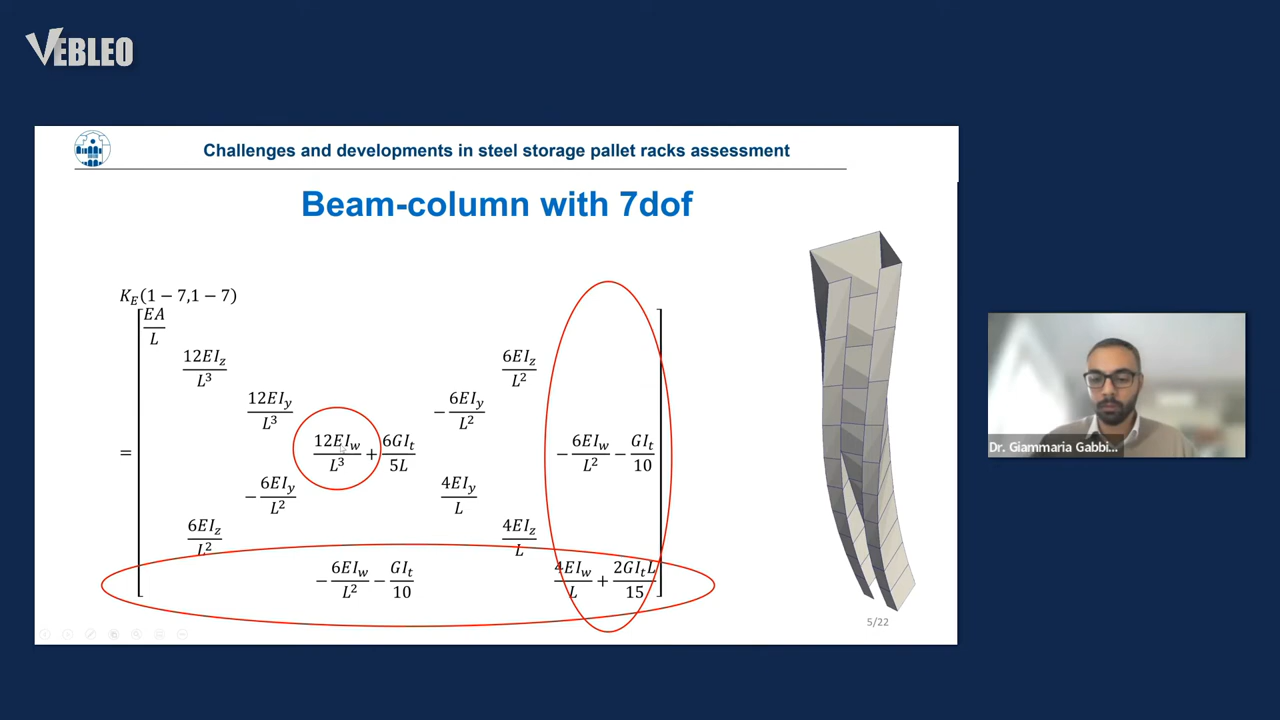 VEBLEO
Challenges and developments in steel storage pallet racks assessment
Beam-column with 7dof
K_E(1 − 7,1 − 7)
EA/L
12EI_z/L³ 6EI_z/L²
12EI_y/L³ −6EI_y/L²
= 12EI_w/L³ + 6GI_t/5L −6EI_w/L² − GI_t/10
−6EI_y/L² 4EI_y/L
6EI_z/L² 4EI_z/L
−6EI_w/L² − GI_t/10 4EI_w/L + 2GI_tL/15
5/22
Dr. Giammaria Gabbi...